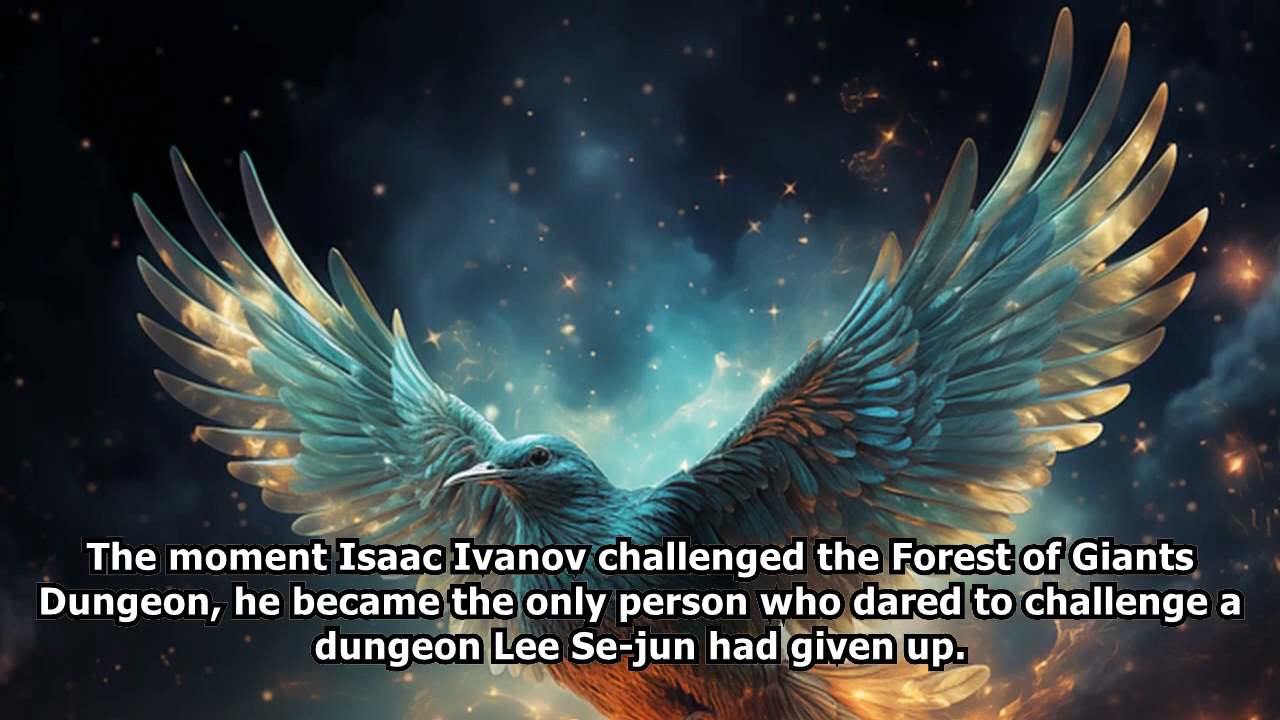 The moment Isaac Ivanov challenged the Forest of Giants
Dungeon, he became the only person who dared to challenge a
dungeon Lee Se-jun had given up.